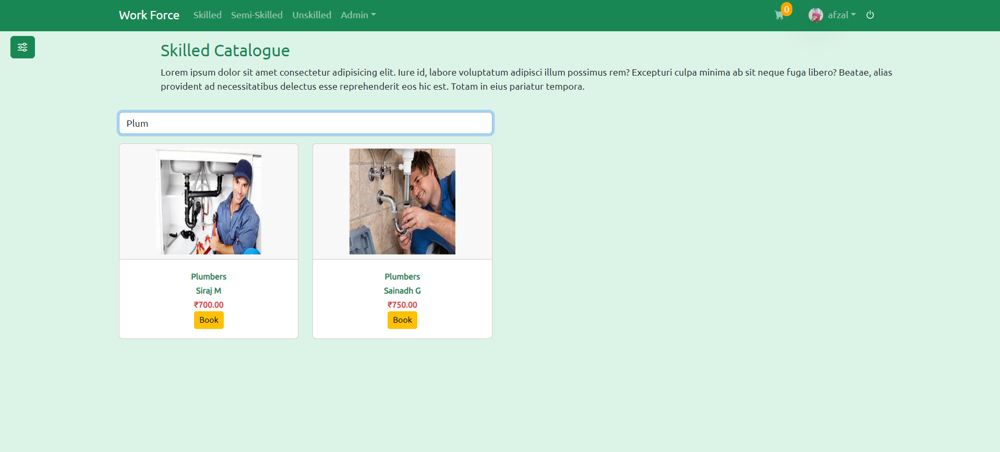 Work Force Skilled Semi-Skilled Unskilled Admin 0 afzal
Skilled Catalogue
Lorem ipsum dolor sit amet consectetur adipisicing elit. Iure id, labore voluptatum adipisci illum possimus rem? Excepturi culpa minima ab sit neque fuga libero? Beatae, alias
provident ad necessitatibus delectus esse reprehenderit eos hic est. Totam in eius pariatur tempora.
Plum
Plumbers
Siraj M
₹700.00
Book
Plumbers
Sainadh G
₹750.00
Book